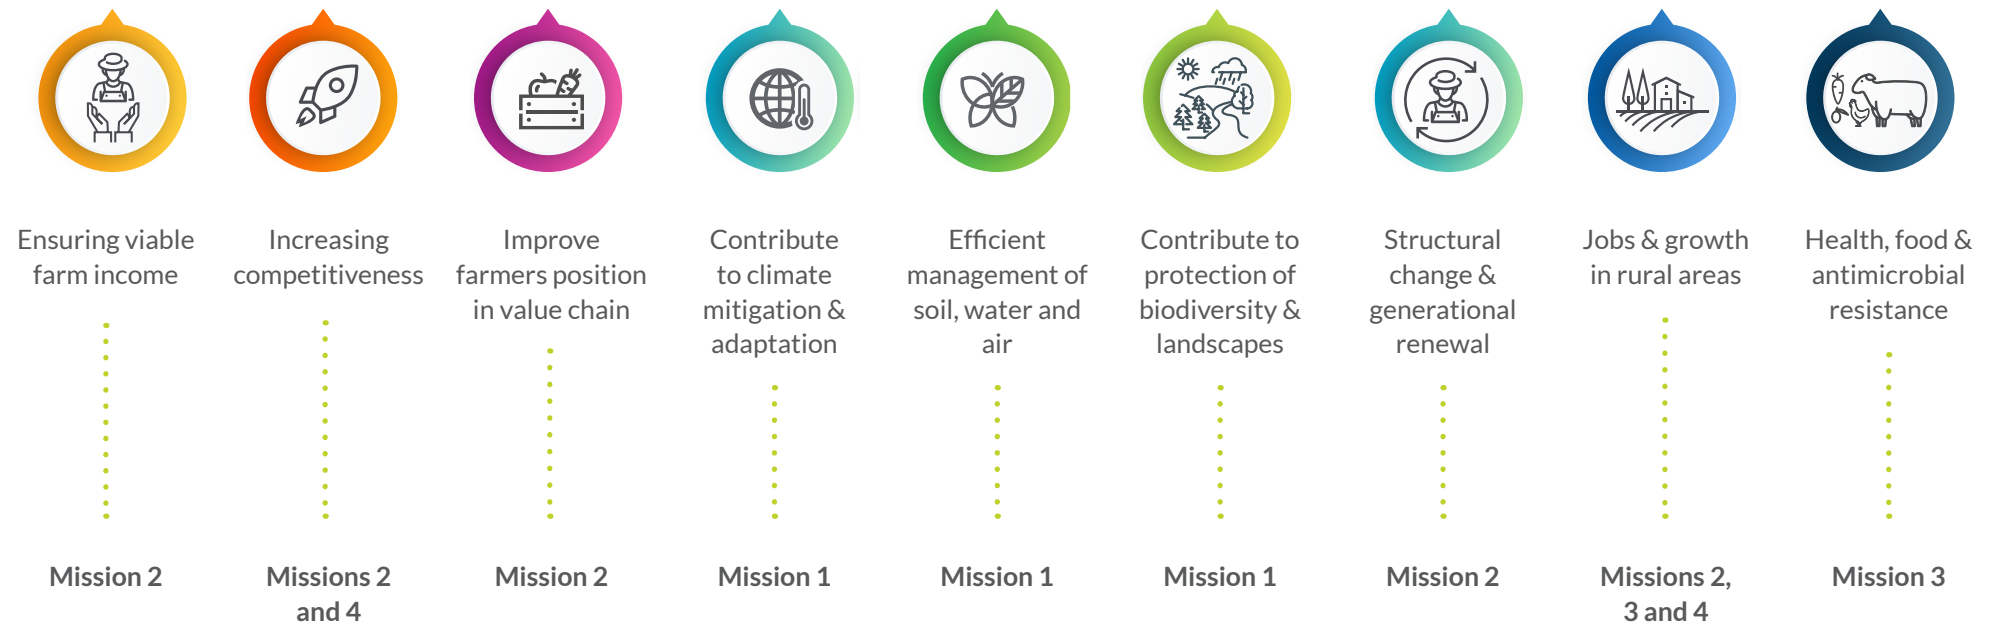 Ensuring viable
farm income
Increasing
competitiveness
Improve
farmers position
in value chain
Contribute
to climate
mitigation &
adaptation
Efficient
management of
soil, water and
air
Contribute to
protection of
biodiversity &
landscapes
Structural
change &
generational
renewal
Jobs & growth
in rural areas
Health, food &
antimicrobial
resistance
Mission 2
Missions 2
and 4
Mission 2
Mission 1
Mission 1
Mission 1
Mission 2
Missions 2,
3 and 4
Mission 3